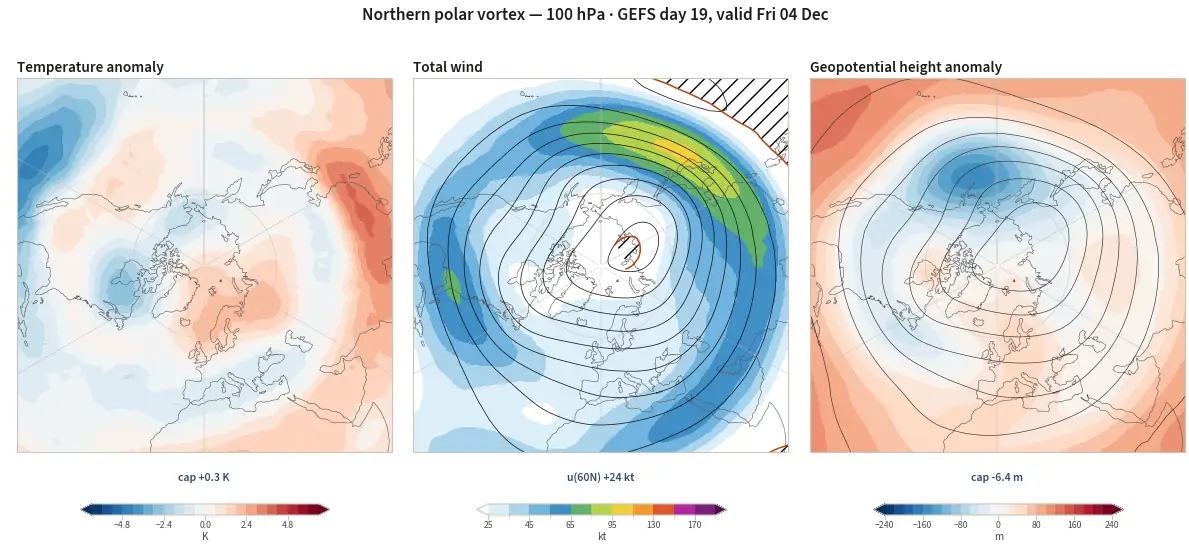 Northern polar vortex — 100 hPa · GEFS day 19, valid Fri 04 Dec
Temperature anomaly
Total wind
Geopotential height anomaly
cap +0.3 K
u(60N) +24 kt
cap -6.4 m
−4.8 −2.4 0.0 2.4 4.8
K
25 45 65 95 130 170
kt
−240 −160 −80 0 80 160 240
m